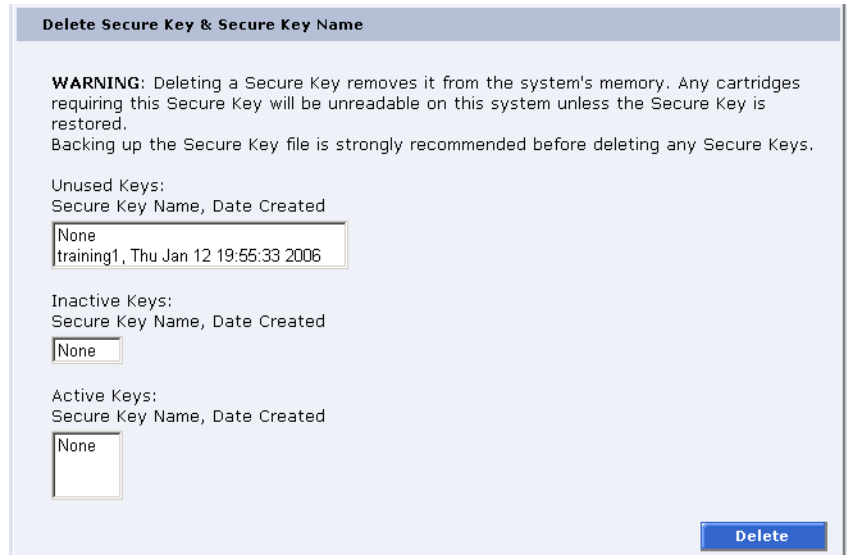 Delete Secure Key & Secure Key Name
WARNING: Deleting a Secure Key removes it from the system's memory. Any cartridges
requiring this Secure Key will be unreadable on this system unless the Secure Key is
restored.
Backing up the Secure Key file is strongly recommended before deleting any Secure Keys.
Unused Keys:
Secure Key Name, Date Created
None
training1, Thu Jan 12 19:55:33 2006
Inactive Keys:
Secure Key Name, Date Created
None
Active Keys:
Secure Key Name, Date Created
None
Delete